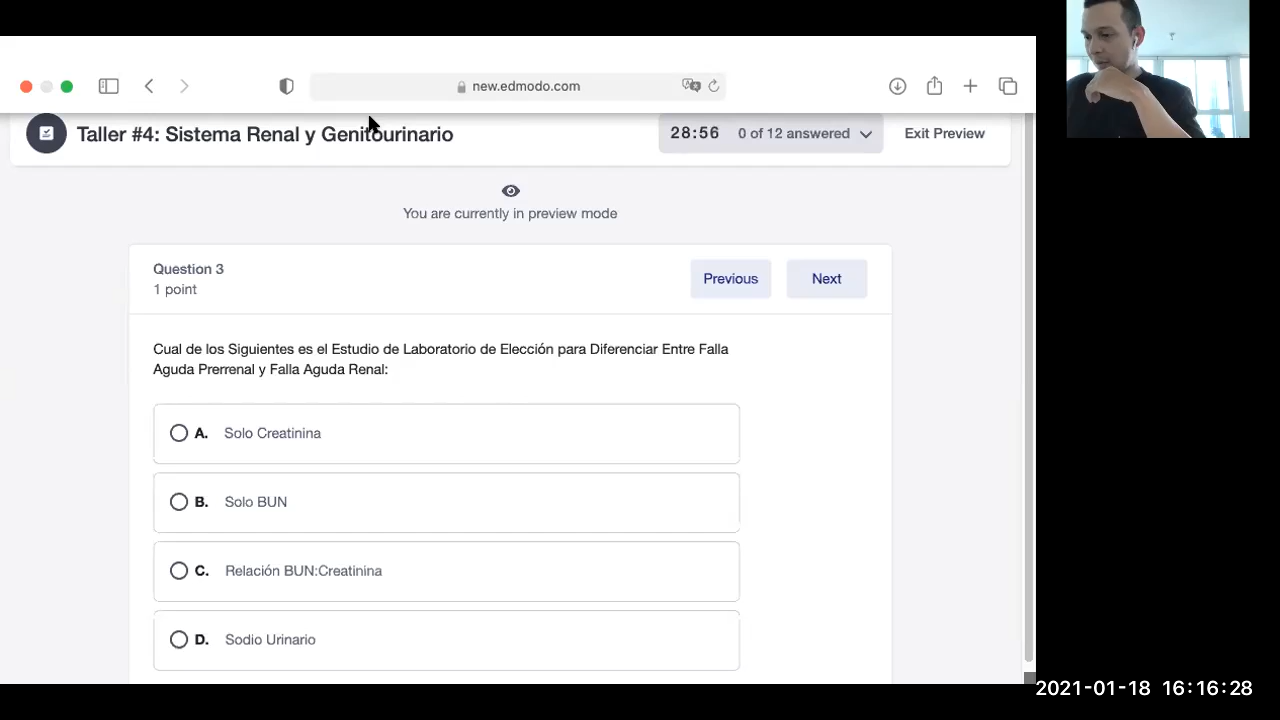 new.edmodo.com
Taller #4: Sistema Renal y Genitourinario
28:56 0 of 12 answered Exit Preview
You are currently in preview mode
Question 3
1 point
Previous
Next
Cual de los Siguientes es el Estudio de Laboratorio de Elección para Diferenciar Entre Falla
Aguda Prerrenal y Falla Aguda Renal:
A. Solo Creatinina
B. Solo BUN
C. Relación BUN:Creatinina
D. Sodio Urinario
2021-01-18 16:16:28